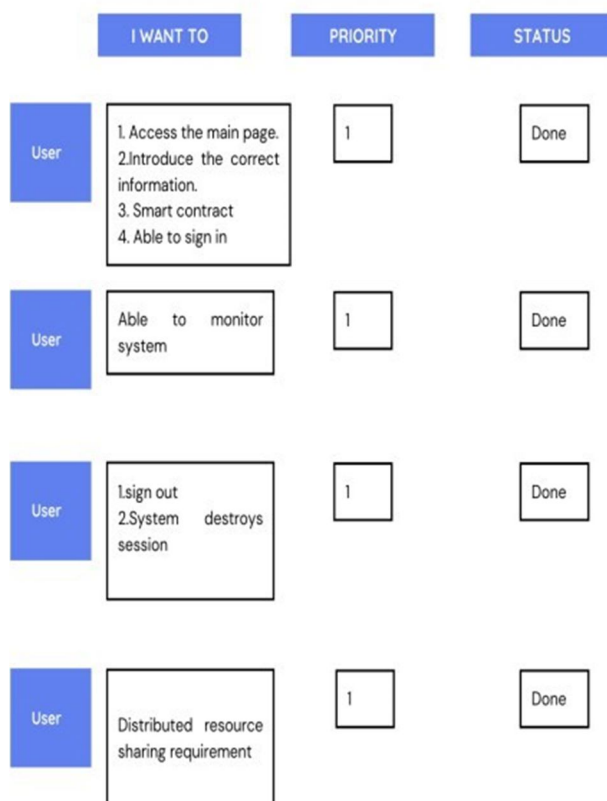 I WANT TO
PRIORITY
STATUS
User
1. Access the main page.
2.Introduce the correct
information.
3. Smart contract
4. Able to sign in
1
Done
User
Able to monitor
system
1
Done
User
1.sign out
2.System destroys
session
1
Done
User
Distributed resource
sharing requirement
1
Done